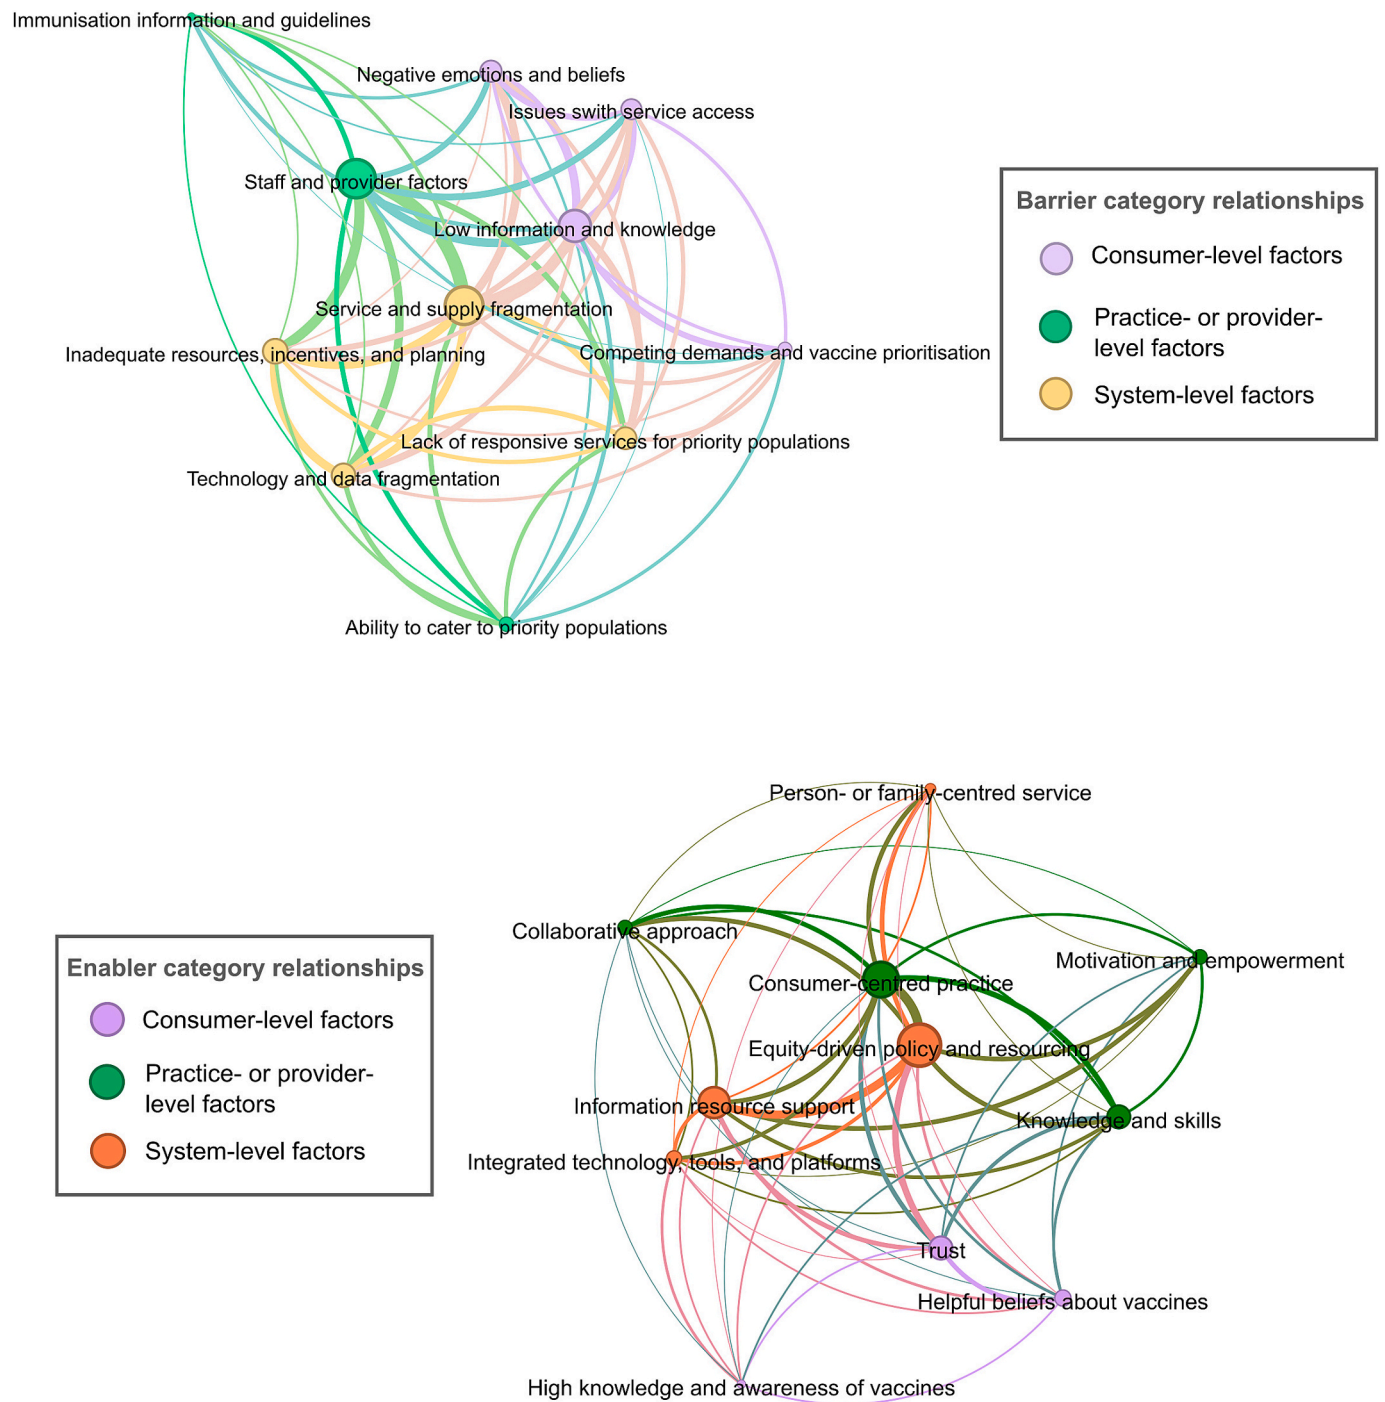 Immunisation information and guidelines
Negative emotions and beliefs
Issues swith service access
Staff and provider factors
Low information and knowledge
Service and supply fragmentation
Inadequate resources, incentives, and planning
Competing demands and vaccine prioritisation
Lack of responsive services for priority populations
Technology and data fragmentation
Ability to cater to priority populations
Barrier category relationships
Consumer-level factors
Practice- or provider-
level factors
System-level factors
Person- or family-centred service
Collaborative approach
Motivation and empowerment
Consumer-centred practice
Equity-driven policy and resourcing
Information resource support
Knowledge and skills
Integrated technology, tools, and platforms
Trust
Helpful beliefs about vaccines
High knowledge and awareness of vaccines
Enabler category relationships
Consumer-level factors
Practice- or provider-
level factors
System-level factors